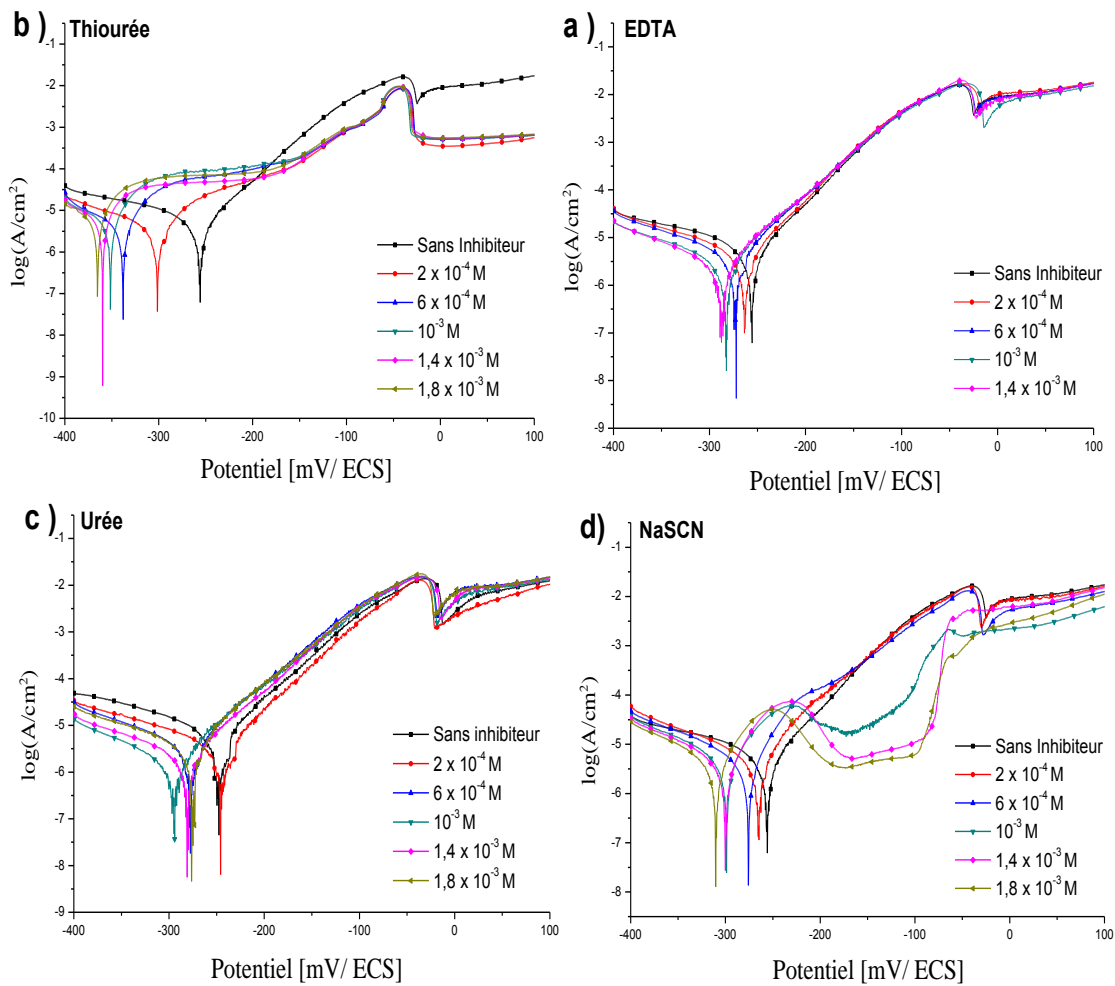 b )
Thiourée
-1
-2
-3
-4
-5
-6
-7
-8
-9
-10
log(A/cm²)
Sans Inhibiteur
2 x 10⁻⁴ M
6 x 10⁻⁴ M
10⁻³ M
1,4 x 10⁻³ M
1,8 x 10⁻³ M
-400 -300 -200 -100 0 100
Potentiel [mV/ ECS]
a )
EDTA
-1
-2
-3
-4
-5
-6
-7
-8
-9
log(A/cm²)
Sans Inhibiteur
2 x 10⁻⁴ M
6 x 10⁻⁴ M
10⁻³ M
1,4 x 10⁻³ M
-400 -300 -200 -100 0 100
Potentiel [mV/ ECS]
c )
Urée
-1
-2
-3
-4
-5
-6
-7
-8
-9
log(A/cm²)
Sans inhibiteur
2 x 10⁻⁴ M
6 x 10⁻⁴ M
10⁻³ M
1,4 x 10⁻³ M
1,8 x 10⁻³ M
-400 -300 -200 -100 0 100
Potentiel [mV/ ECS]
d)
NaSCN
-1
-2
-3
-4
-5
-6
-7
-8
log(A/cm²)
Sans Inhibiteur
2 x 10⁻⁴ M
6 x 10⁻⁴ M
10⁻³ M
1,4 x 10⁻³ M
1,8 x 10⁻³ M
-400 -300 -200 -100 0 100
Potentiel [mV/ ECS]